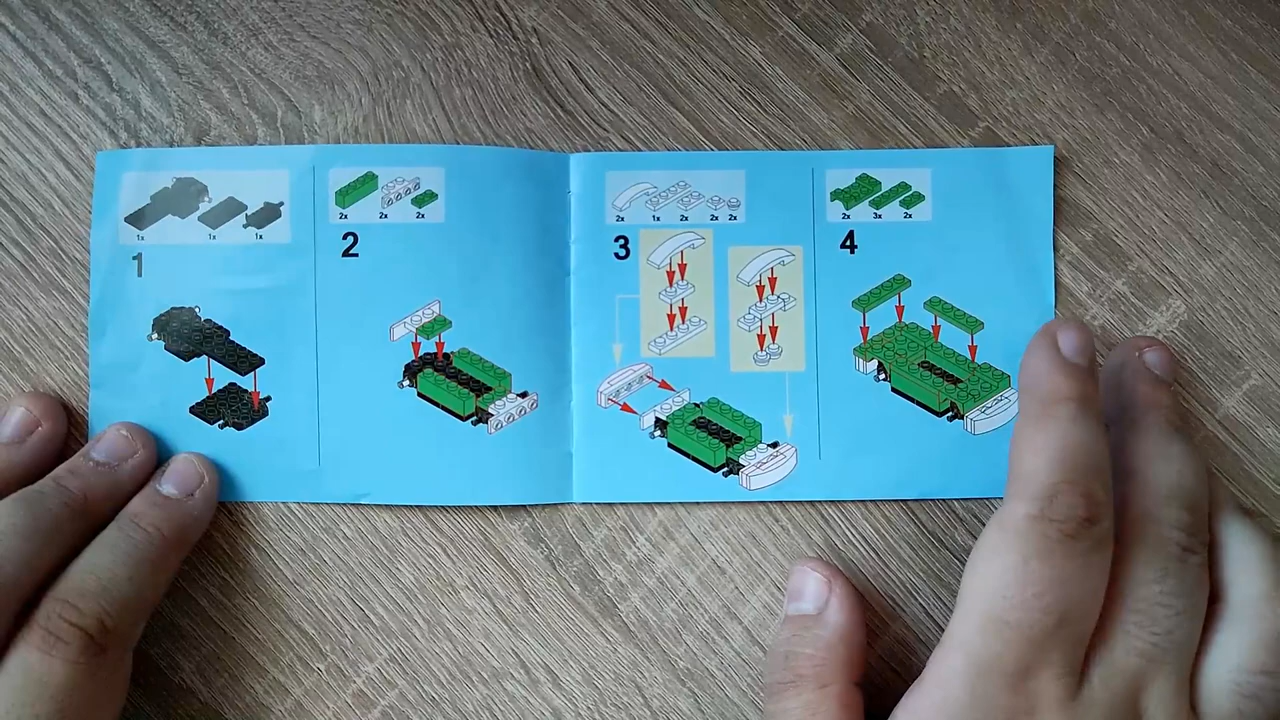 1x 1x 1x
1
2x 2x 2x
2
2x 1x 2x 2x 2x
3
2x 3x 2x
4